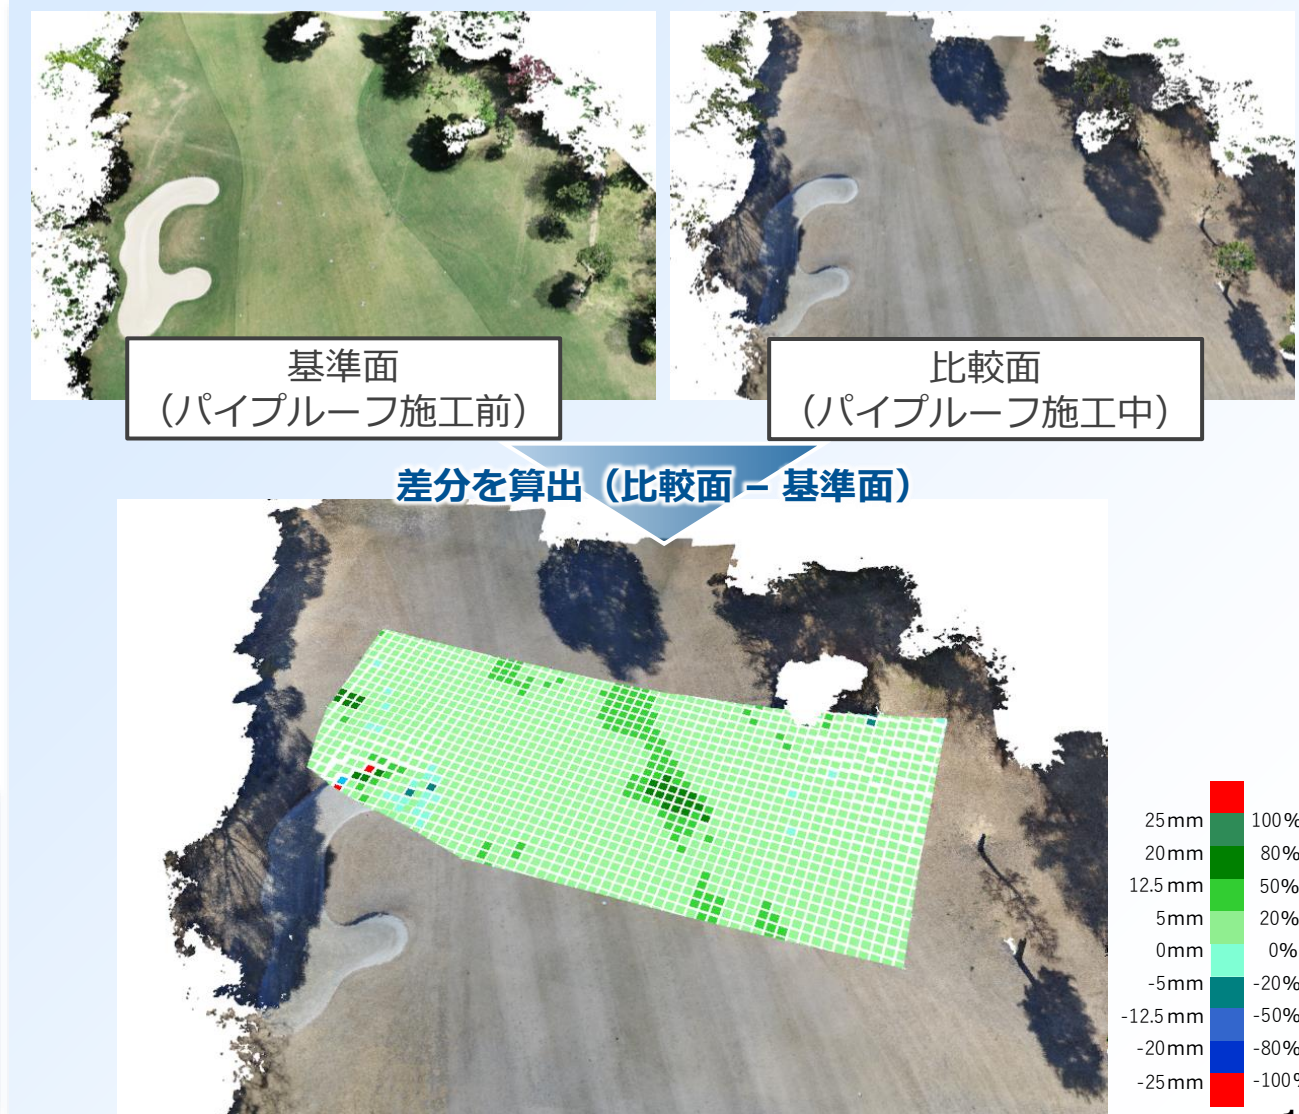 基準面
（パイプルーフ施工前）
比較面
（パイプルーフ施工中）
差分を算出（比較面 – 基準面）
25mm 100%
20mm 80%
12.5mm 50%
5mm 20%
0mm 0%
-5mm -20%
-12.5mm -50%
-20mm -80%
-25mm -100%